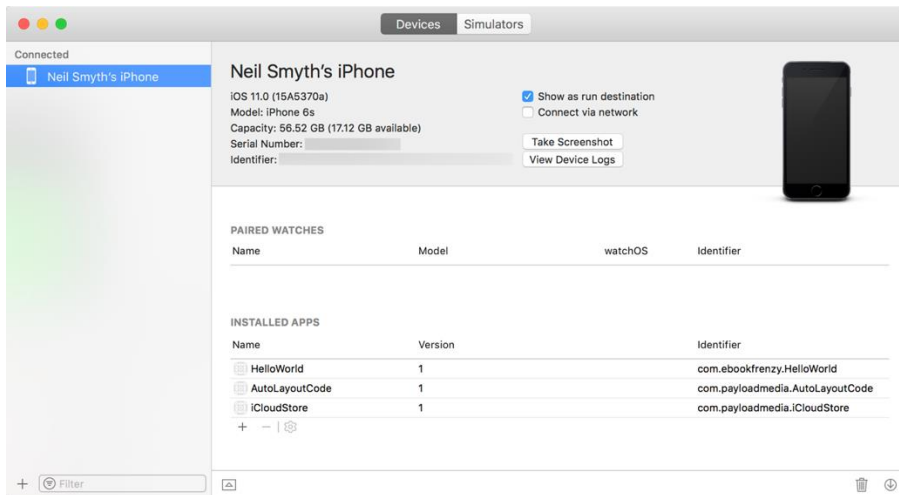 Devices Simulators
Connected
Neil Smyth's iPhone
Neil Smyth's iPhone
iOS 11.0 (15A5370a)
Show as run destination
Model: iPhone 6s
Connect via network
Capacity: 56.52 GB (17.12 GB available)
Serial Number:
Take Screenshot
Identifier:
View Device Logs
PAIRED WATCHES
Name Model watchOS Identifier
INSTALLED APPS
Name Version Identifier
HelloWorld 1 com.ebookfrenzy.HelloWorld
AutoLayoutCode 1 com.payloadmedia.AutoLayoutCode
iCloudStore 1 com.payloadmedia.iCloudStore
Filter